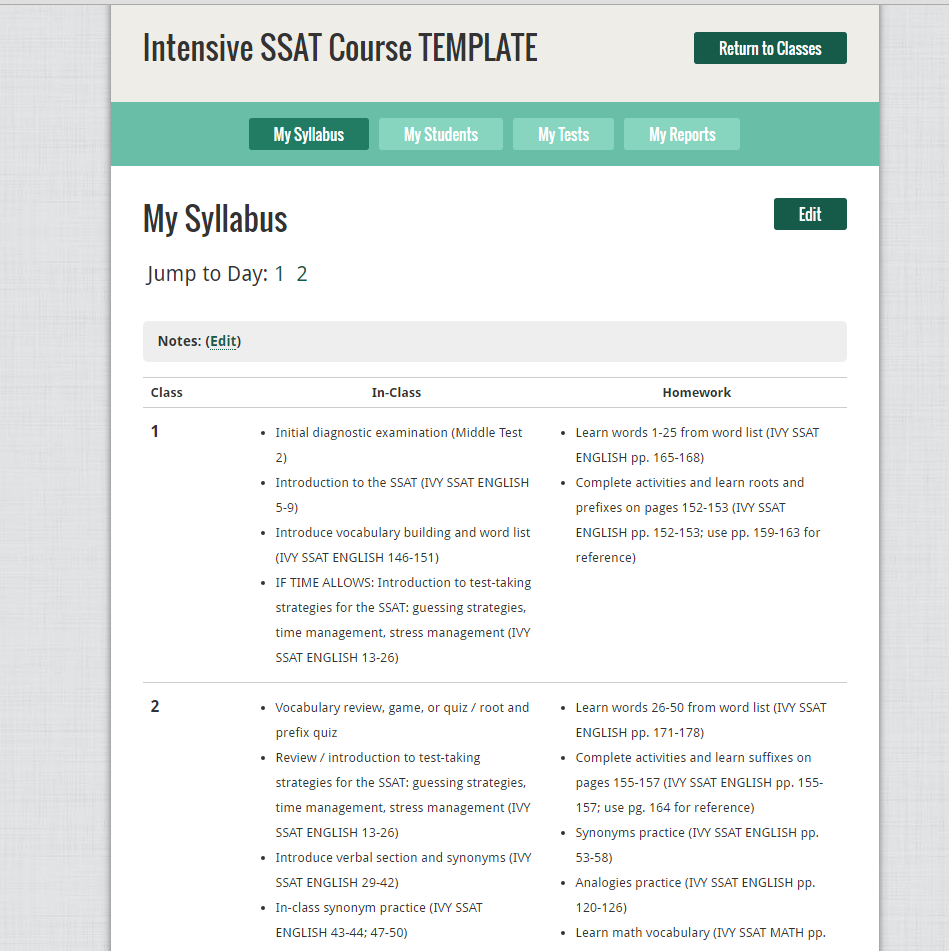 Intensive SSAT Course TEMPLATE
Return to Classes
My Syllabus
My Students
My Tests
My Reports
My Syllabus
Edit
Jump to Day: 1 2
Notes: (Edit)
Class
In-Class
Homework
1
• Initial diagnostic examination (Middle Test
2)
• Introduction to the SSAT (IVY SSAT ENGLISH
5-9)
• Introduce vocabulary building and word list
(IVY SSAT ENGLISH 146-151)
• IF TIME ALLOWS: Introduction to test-taking
strategies for the SSAT: guessing strategies,
time management, stress management (IVY
SSAT ENGLISH 13-26)
• Learn words 1-25 from word list (IVY SSAT
ENGLISH pp. 165-168)
• Complete activities and learn roots and
prefixes on pages 152-153 (IVY SSAT
ENGLISH pp. 152-153; use pp. 159-163 for
reference)
2
• Vocabulary review, game, or quiz / root and
prefix quiz
• Review / introduction to test-taking
strategies for the SSAT: guessing strategies,
time management, stress management (IVY
SSAT ENGLISH 13-26)
• Introduce verbal section and synonyms (IVY
SSAT ENGLISH 29-42)
• In-class synonym practice (IVY SSAT
ENGLISH 43-44; 47-50)
• Learn words 26-50 from word list (IVY SSAT
ENGLISH pp. 171-178)
• Complete activities and learn suffixes on
pages 155-157 (IVY SSAT ENGLISH pp. 155-
157; use pg. 164 for reference)
• Synonyms practice (IVY SSAT ENGLISH pp.
53-58)
• Analogies practice (IVY SSAT ENGLISH pp.
120-126)
• Learn math vocabulary (IVY SSAT MATH pp.